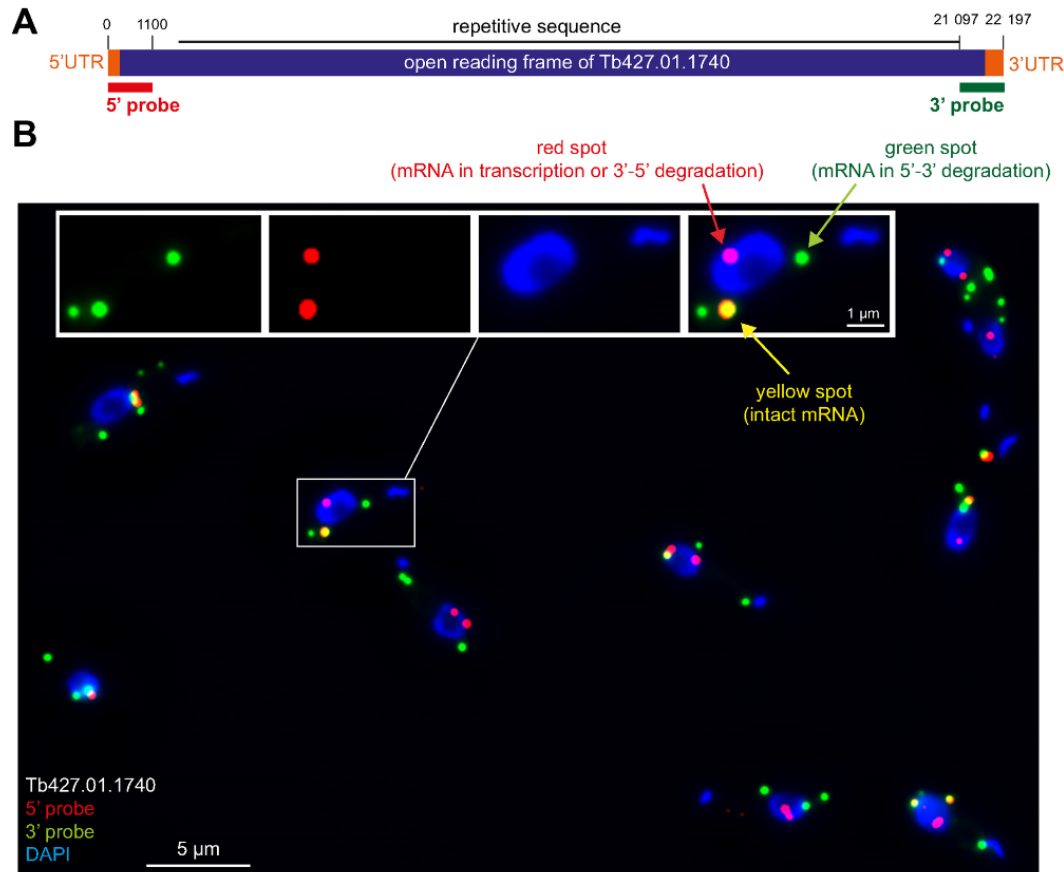 A
0 1100 repetitive sequence 21 097 22 197
5'UTR open reading frame of Tb427.01.1740 3'UTR
5' probe 3' probe
B
red spot
(mRNA in transcription or 3'-5' degradation)
green spot
(mRNA in 5'-3' degradation)
1 µm
yellow spot
(intact mRNA)
Tb427.01.1740
5' probe
3' probe
DAPI
5 µm